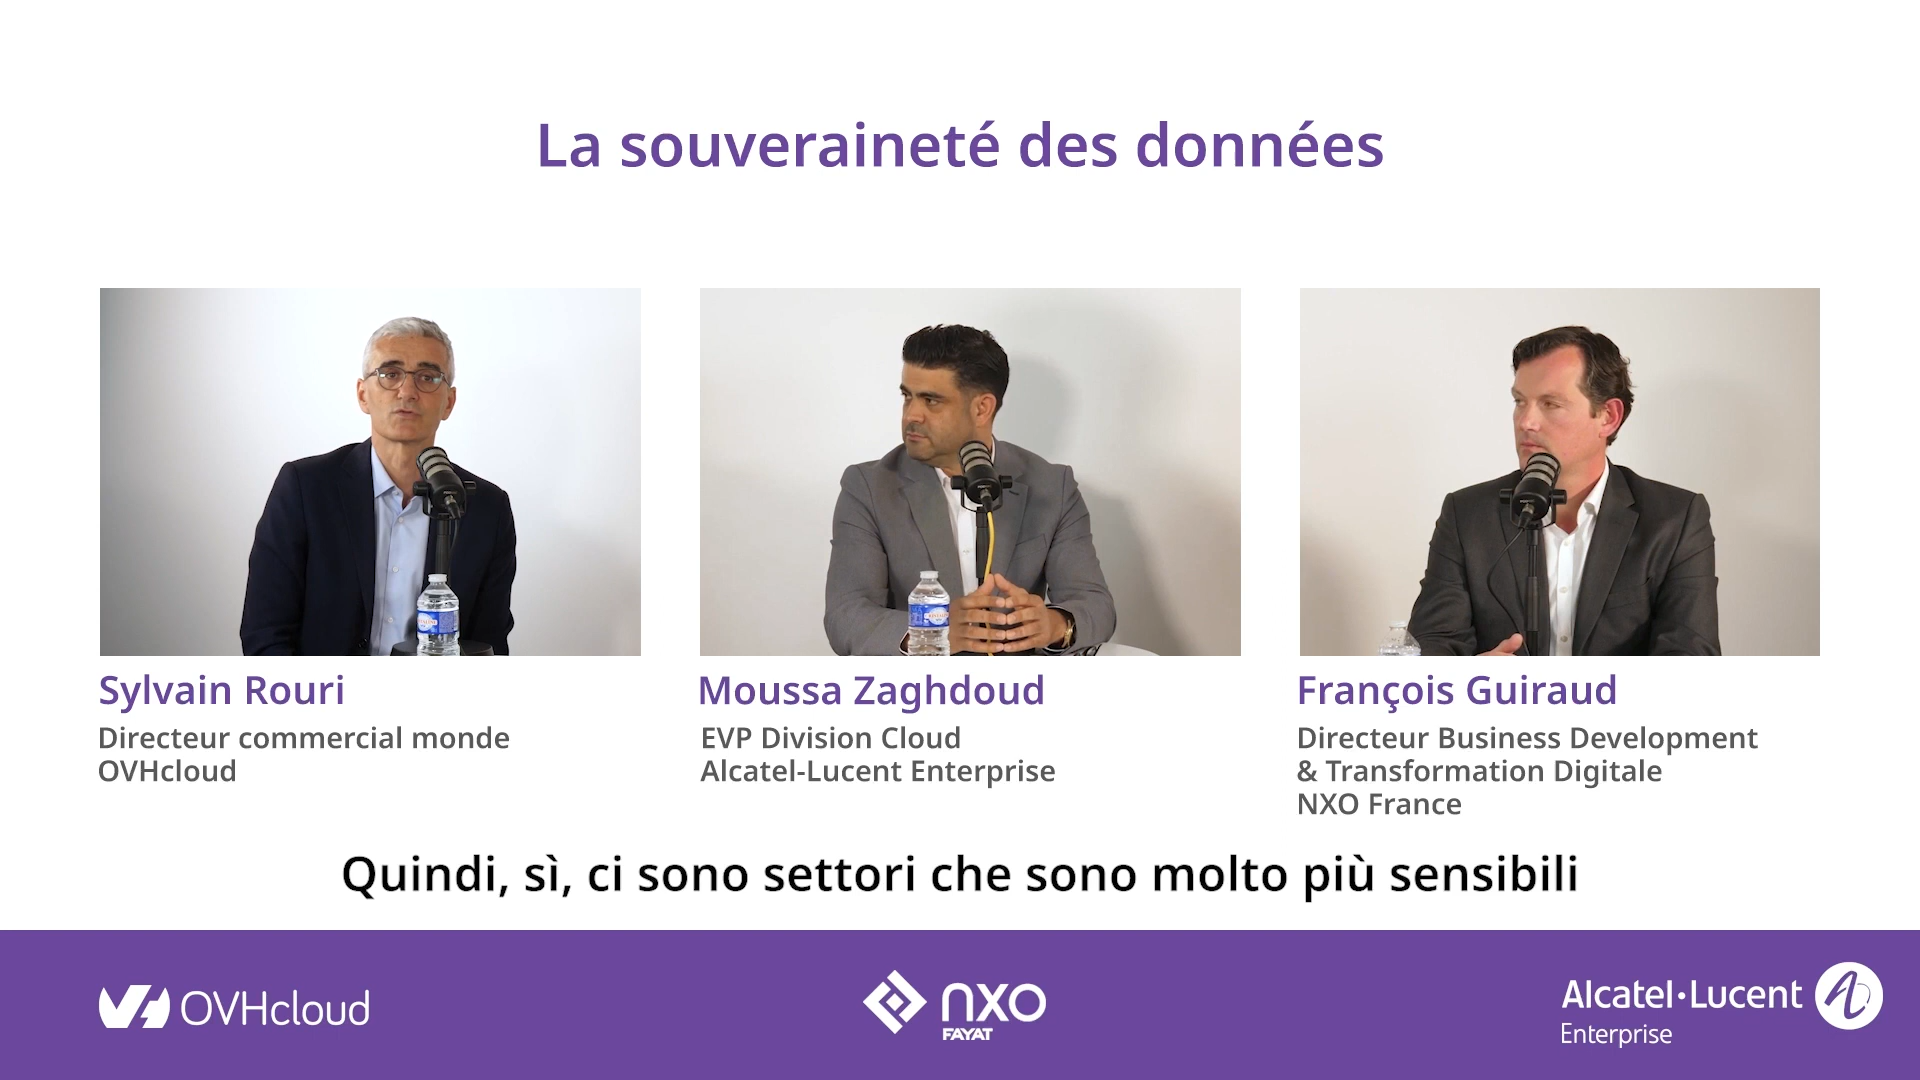 La souveraineté des données
Sylvain Rouri
Directeur commercial monde
OVHcloud
Moussa Zaghdoud
EVP Division Cloud
Alcatel-Lucent Enterprise
François Guiraud
Directeur Business Development
& Transformation Digitale
NXO France
Quindi, sì, ci sono settori che sono molto più sensibili
OVHcloud
nxo
FAYAT
Alcatel·Lucent
Enterprise